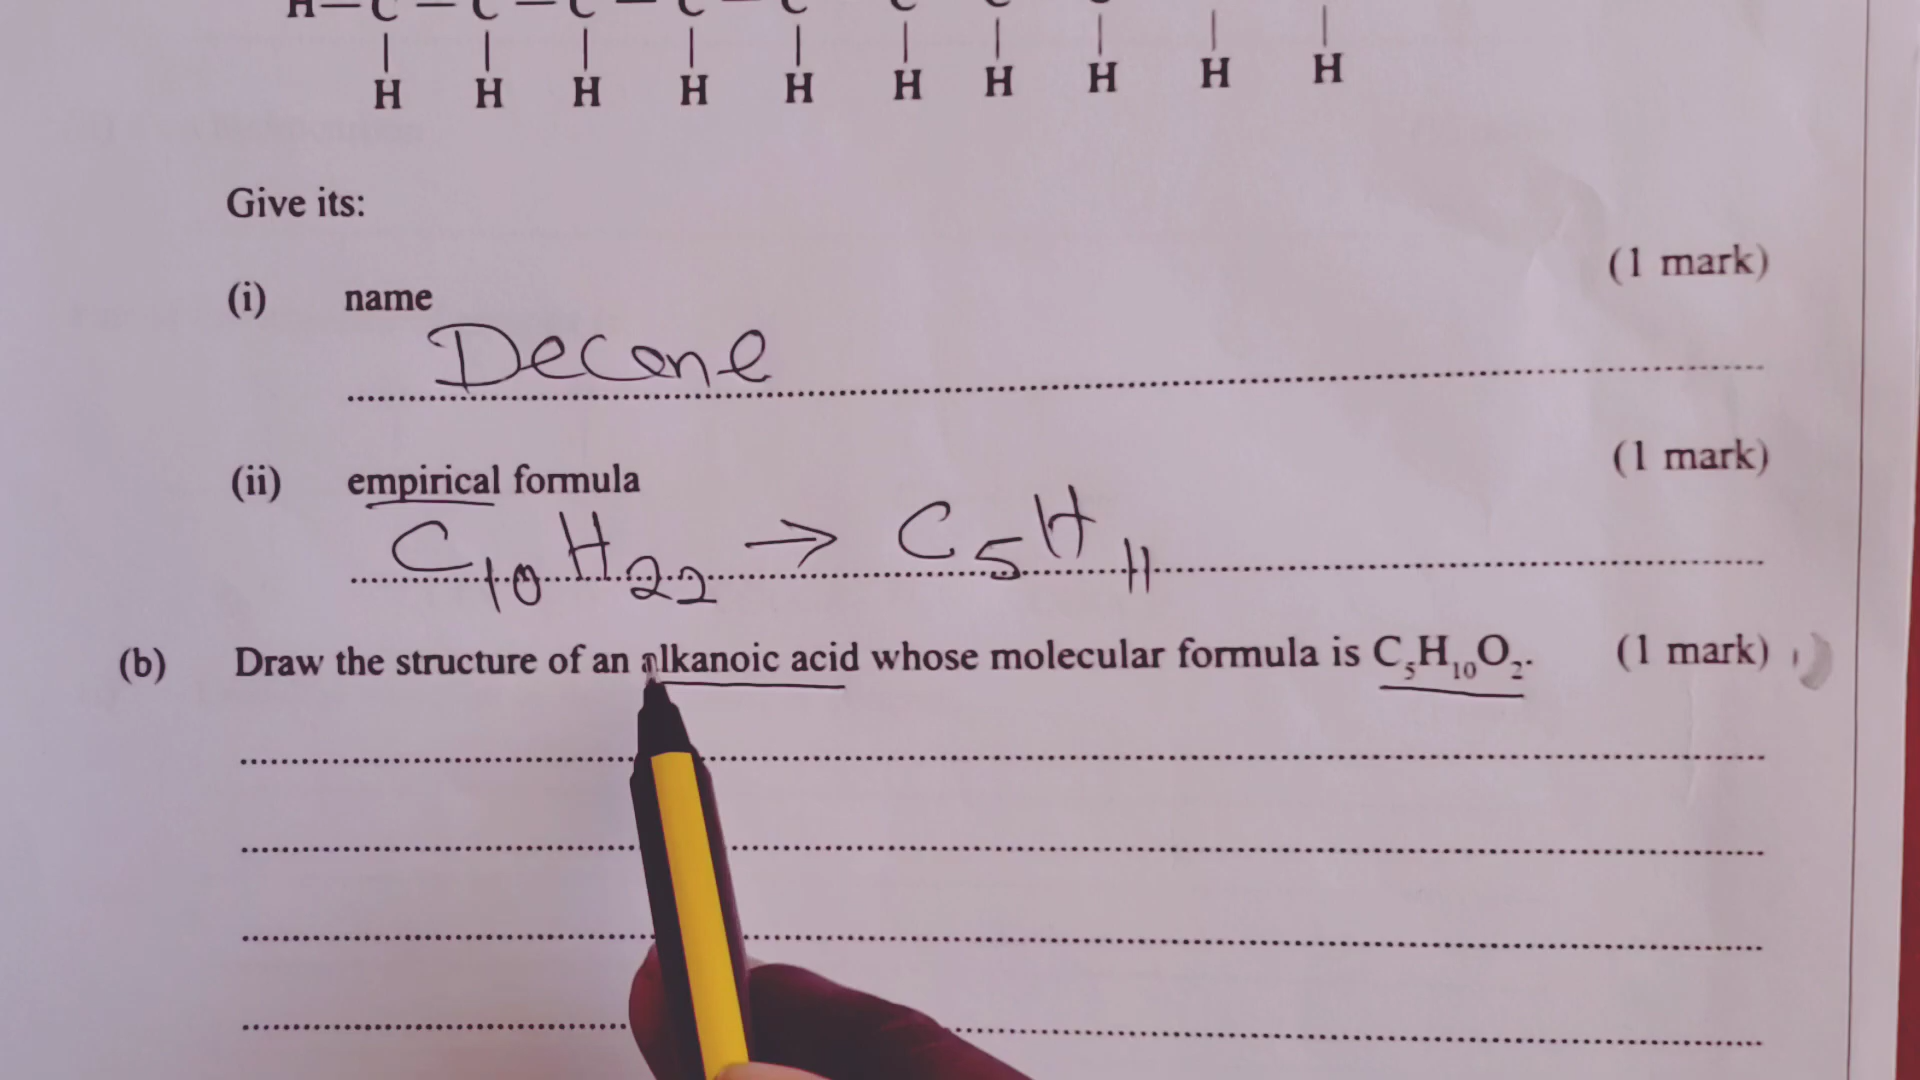 H—C — C — C — C — C C C C
| | | | | | | | | |
H H H H H H H H H H
Give its:
(i) name (1 mark)
Decane
(ii) empirical formula (1 mark)
C₁₀H₂₂ → C₅H₁₁
(b) Draw the structure of an alkanoic acid whose molecular formula is C₅H₁₀O₂. (1 mark)